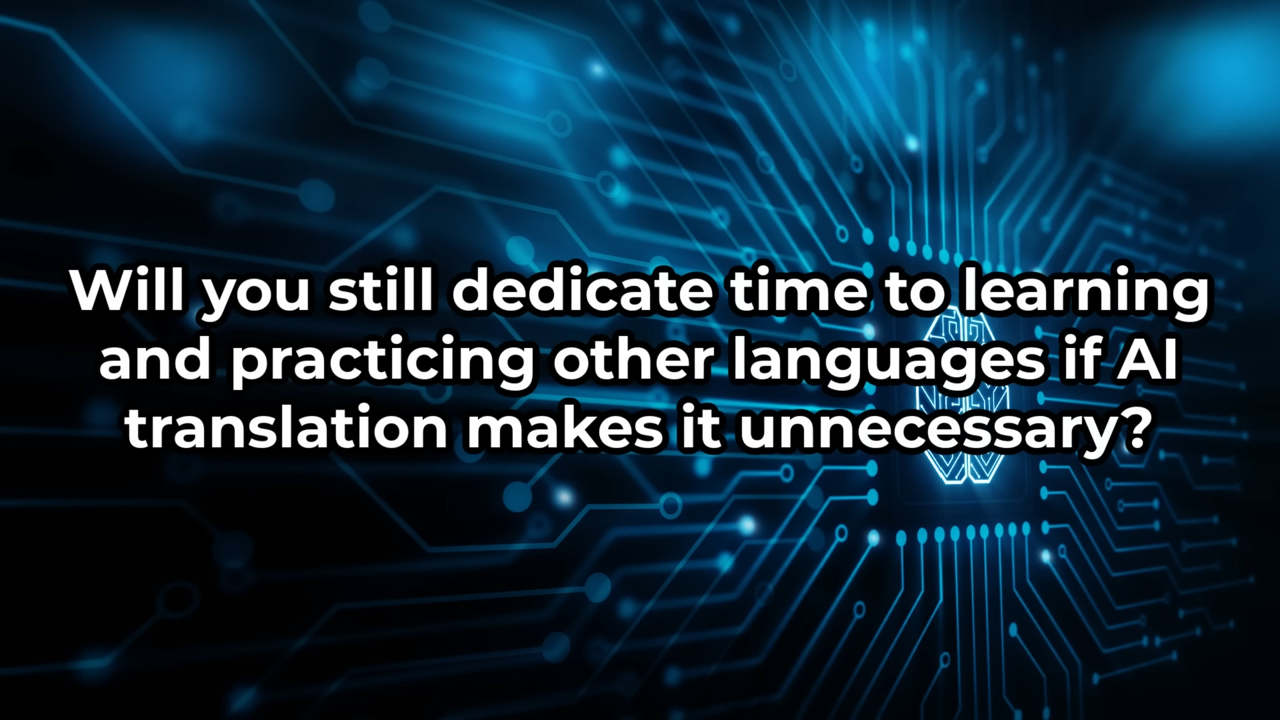 Will you still dedicate time to learning
and practicing other languages if AI
translation makes it unnecessary?